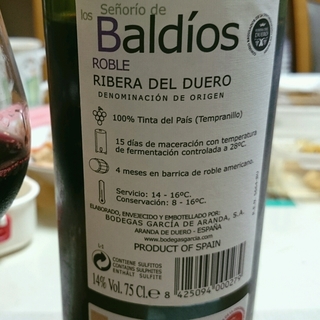 Señorío de
los Baldíos
ROBLE
RIBERA DEL DUERO
DENOMINACIÓN DE ORIGEN
100% Tinta del País (Tempranillo)
15 días de maceración con temperatura
de fermentación controlada a 28ºC.
4 meses en barrica de roble americano.
Servicio: 14 - 16ºC.
Conservación: 8 - 16ºC.
ELABORADO, ENVEJECIDO Y EMBOTELLADO POR:
BODEGAS GARCÍA DE ARANDA, S.A.
ARANDA DE DUERO - ESPAÑA
www.bodegasgarcia.com
PRODUCT OF SPAIN
CONTIENE SULFITOS
CONTAINS SULPHITES
ENTHÄLT SULFITE
14% Vol. 75 CL.℮
8 425094 000279